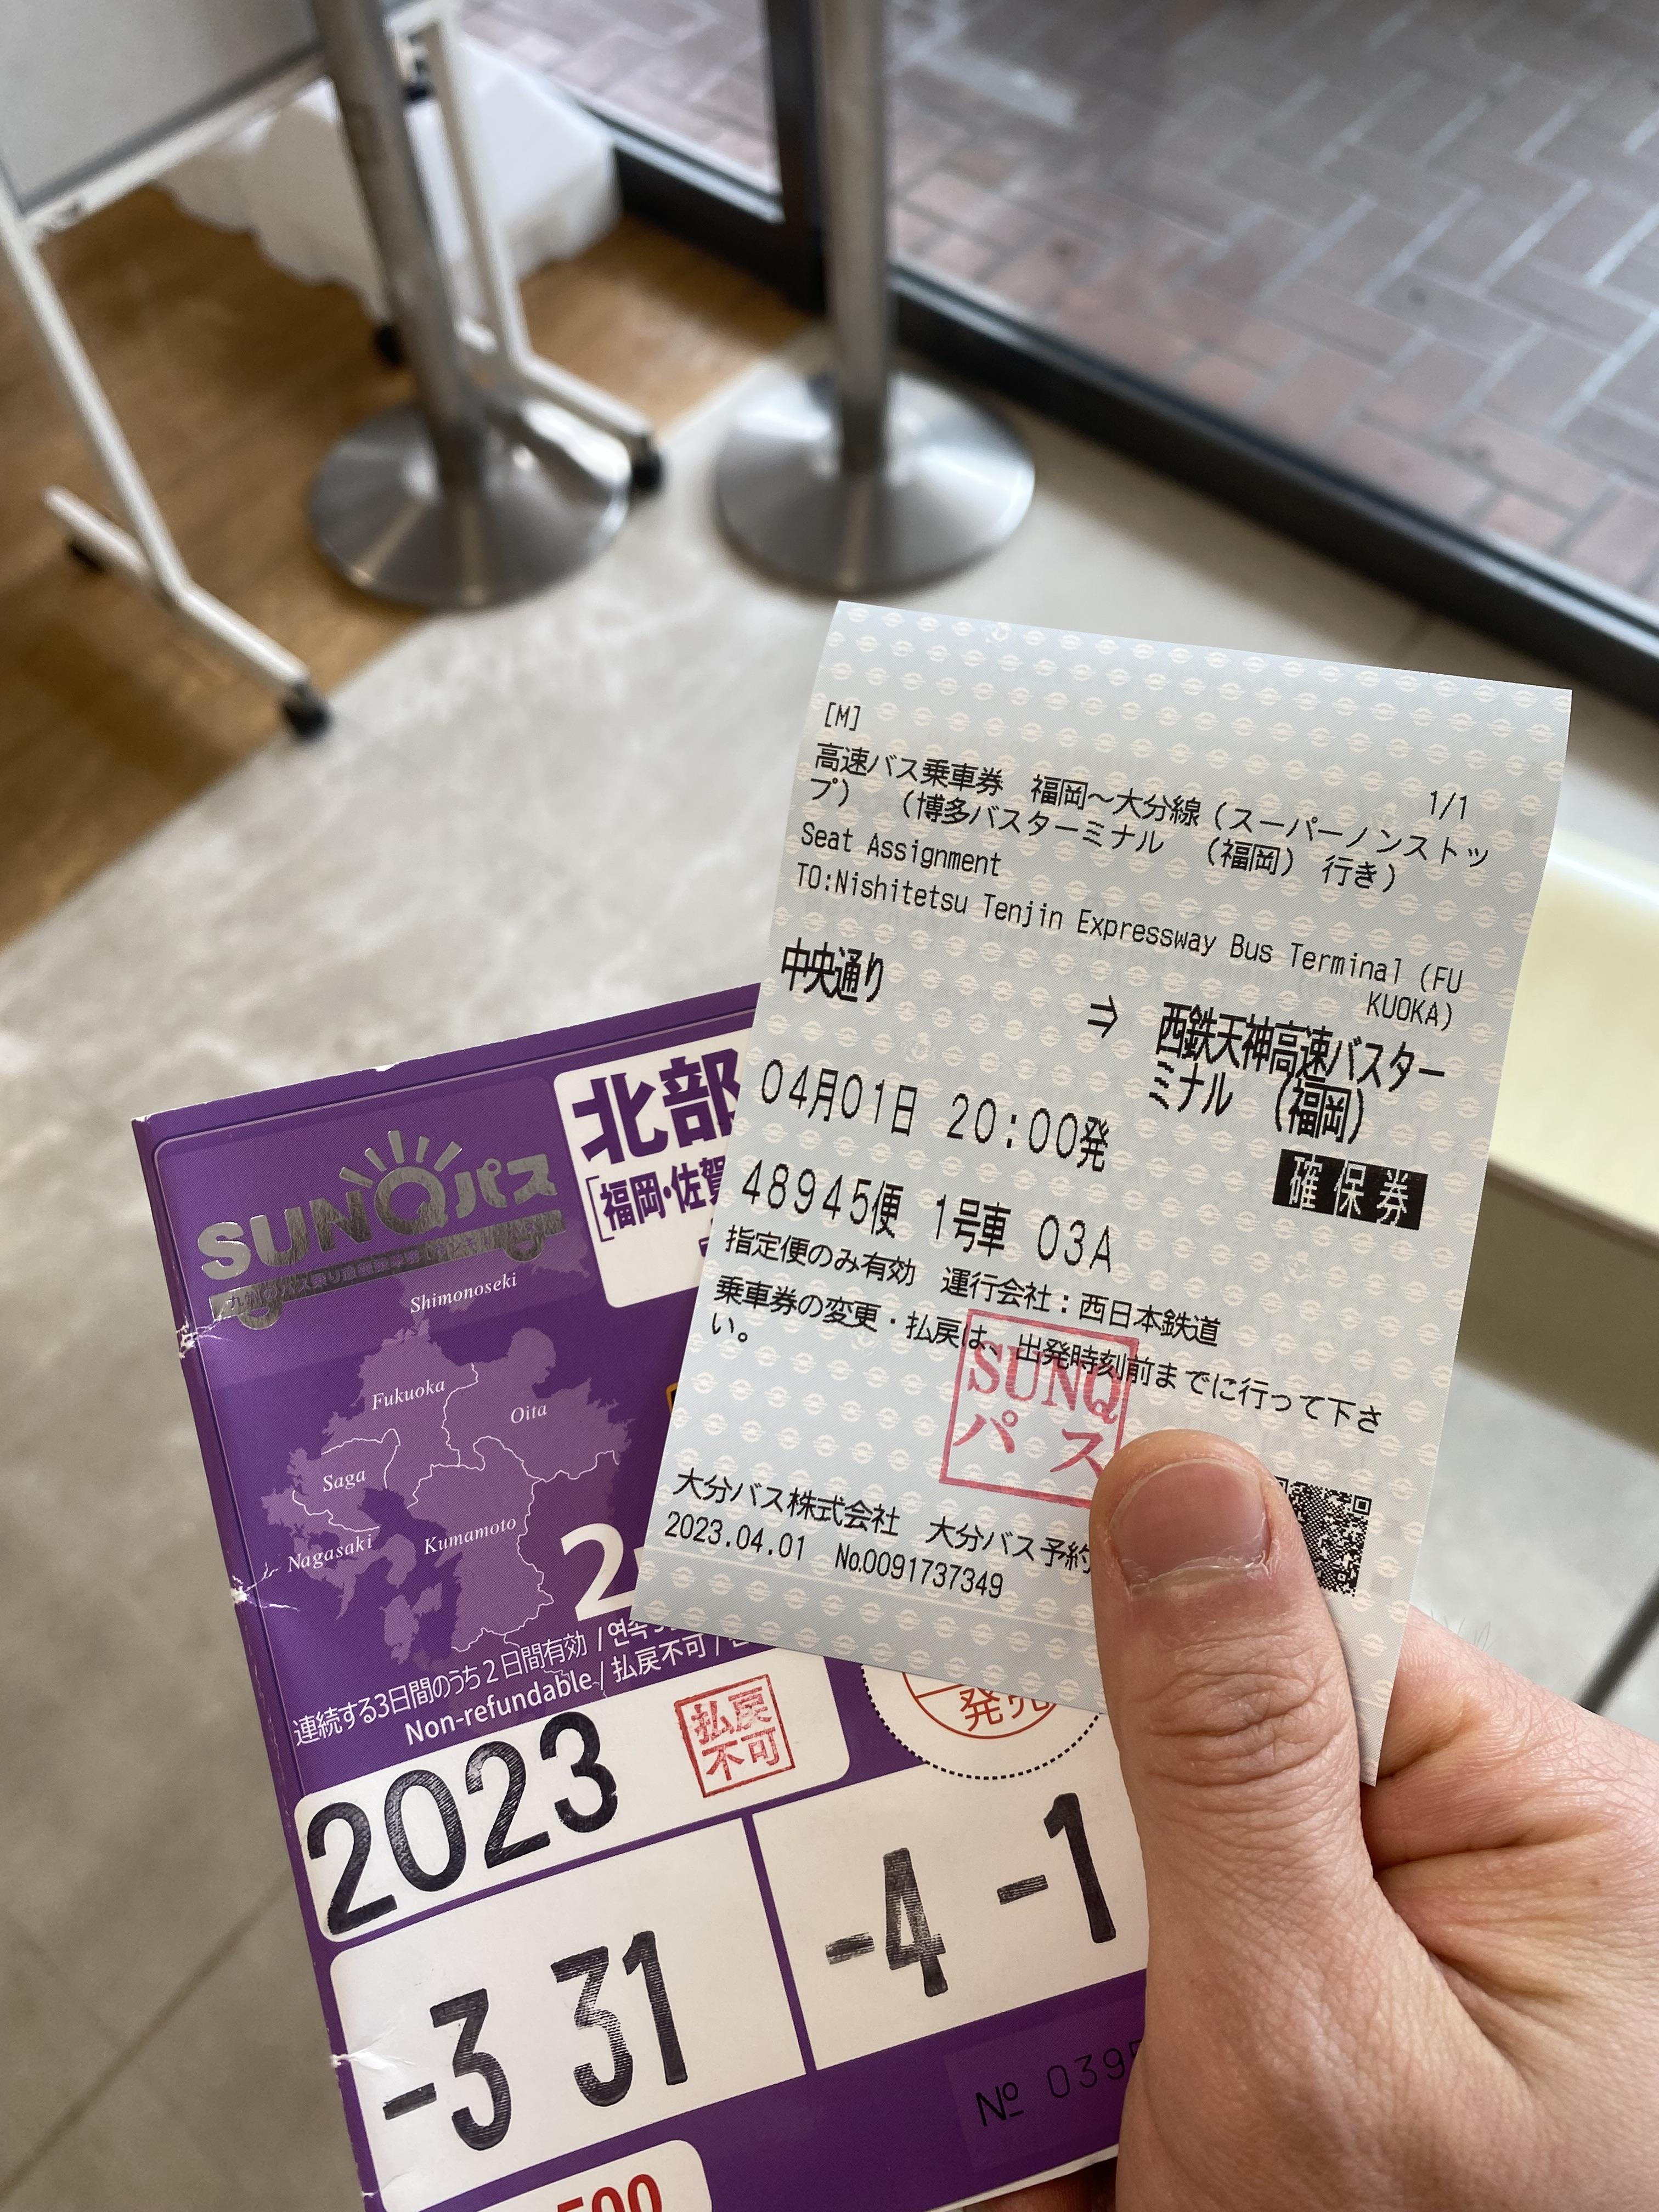 [M]
1/1
高速バス乗車券 福岡～大分線（スーパーノンストッ
プ） （博多バスターミナル （福岡） 行き）
Seat Assignment
TO:Nishitetsu Tenjin Expressway Bus Terminal (FU
KUOKA)
中央通り ⇒ 西鉄天神高速バスター
ミナル （福岡）
04月01日 20:00発
確保券
48945便 1号車 03A
指定便のみ有効 運行会社：西日本鉄道
乗車券の変更・払戻は、出発時刻前までに行って下さ
い。
SUNQ
パス
大分バス株式会社 大分バス予約
2023.04.01 No.0091737349
北部
[福岡・佐賀
SUNQパス
Shimonoseki
Fukuoka
Oita
Saga
Nagasaki
Kumamoto
2
連続する3日間のうち2日間有効 / 연속
Non-refundable / 払戻不可 /
2023
払戻
不可
発売
-3 31
-4 -1
№ 039
500